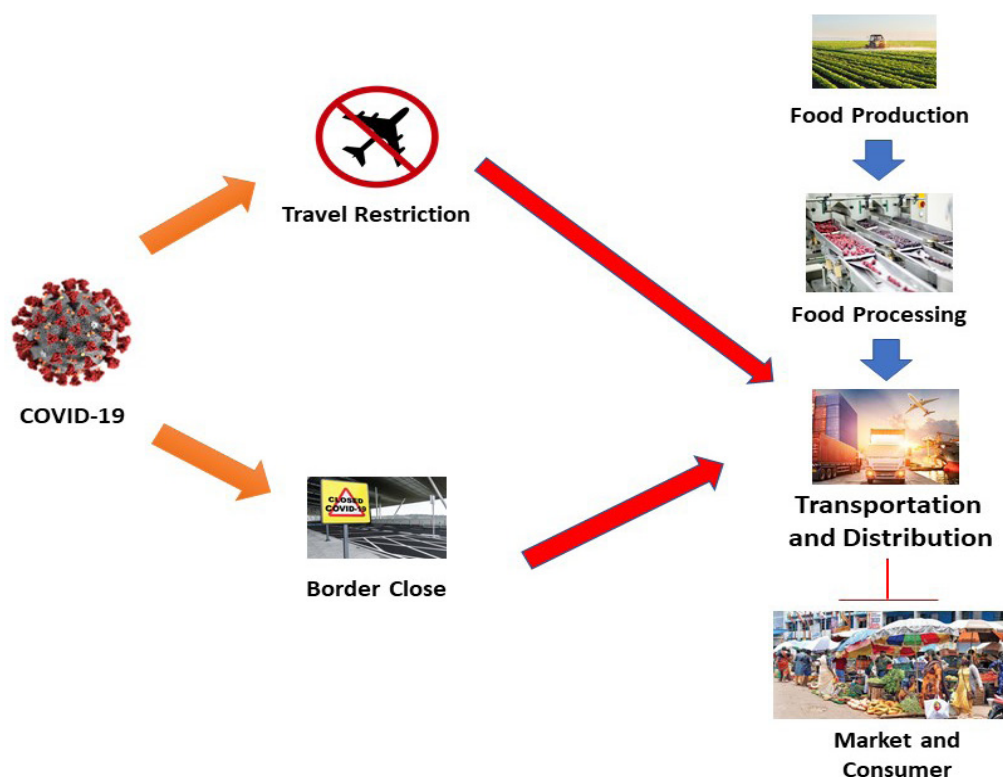 Food Production
Travel Restriction
Food Processing
COVID-19
CLOSED
COVID-19
Border Close
Transportation
and Distribution
Market and
Consumer